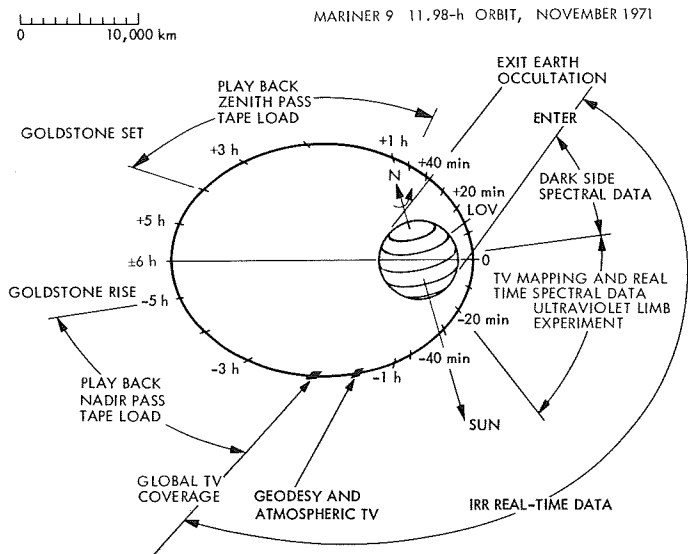 MARINER 9 11.98-h ORBIT, NOVEMBER 1971
0
10,000 km
EXIT EARTH
OCCULTATION
PLAY BACK
ZENITH PASS
TAPE LOAD
ENTER
GOLDSTONE SET
+1 h
+3 h
+40 min
N
DARK SIDE
SPECTRAL DATA
+20 min
LOV
+5 h
±6 h
0
TV MAPPING AND REAL
TIME SPECTRAL DATA
ULTRAVIOLET LIMB
EXPERIMENT
GOLDSTONE RISE
-5 h
-20 min
-3 h
-40 min
-1 h
PLAY BACK
NADIR PASS
TAPE LOAD
SUN
GLOBAL TV
COVERAGE
GEODESY AND
ATMOSPHERIC TV
IRR REAL-TIME DATA